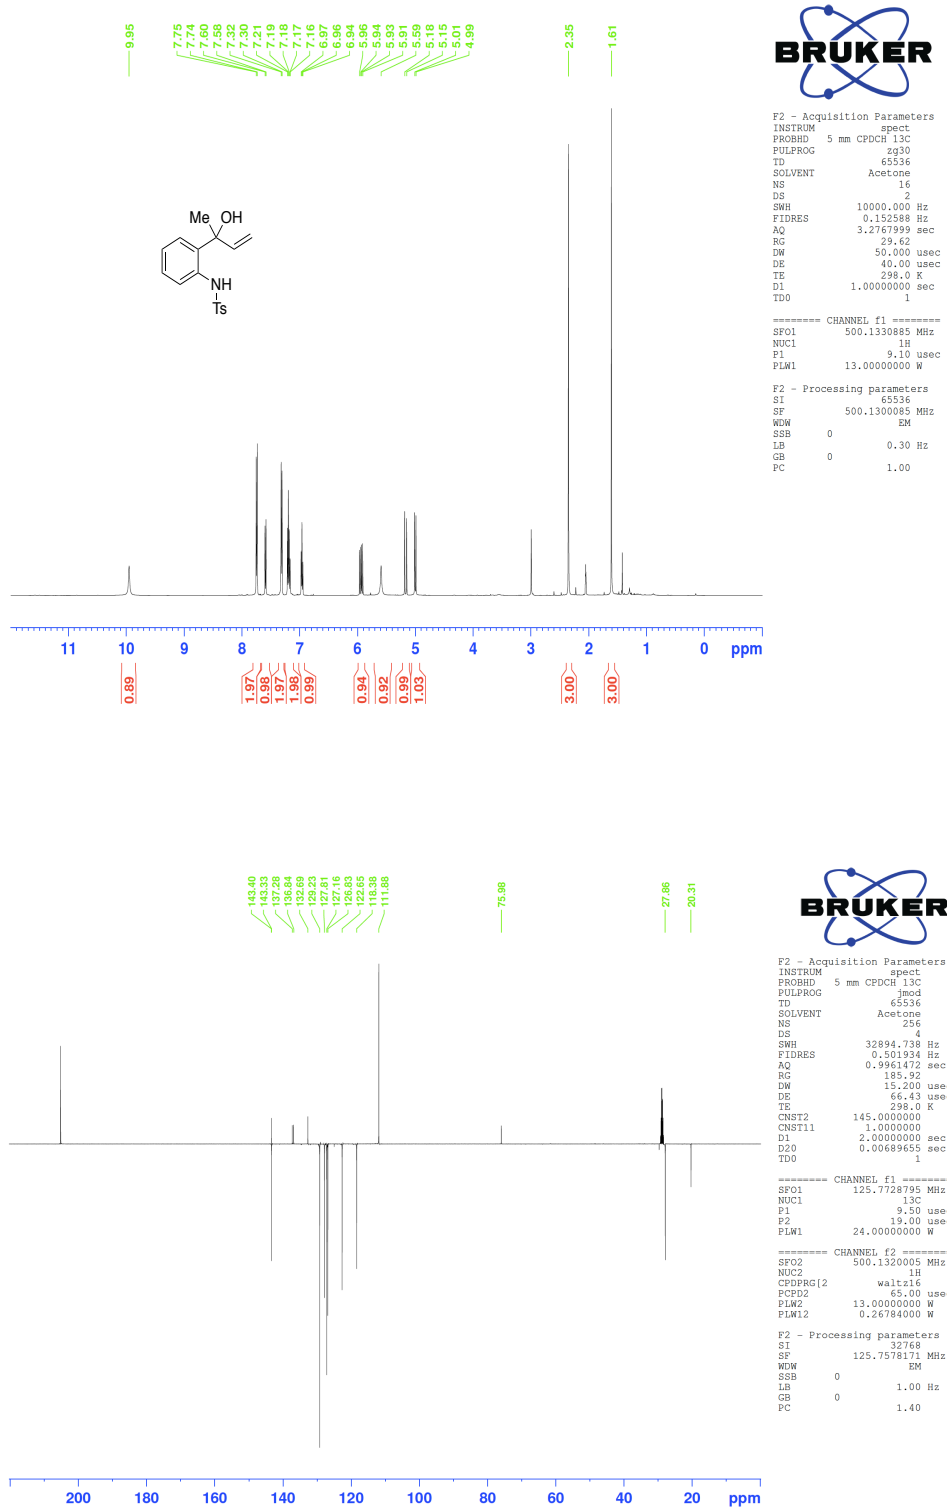 9.95
7.75
7.74
7.60
7.58
7.32
7.30
7.21
7.19
7.18
7.17
7.16
6.97
6.96
6.94
5.96
5.94
5.93
5.91
5.59
5.18
5.15
5.01
4.99
2.35
1.61
BRUKER
F2 - Acquisition Parameters
INSTRUM spect
PROBHD 5 mm CPDCH 13C
PULPROG zg30
TD 65536
SOLVENT Acetone
NS 16
DS 2
SWH 10000.000 Hz
FIDRES 0.152588 Hz
AQ 3.2767999 sec
RG 29.62
DW 50.000 usec
DE 40.00 usec
TE 298.0 K
D1 1.00000000 sec
TD0 1
======== CHANNEL f1 ========
SFO1 500.1330885 MHz
NUC1 1H
P1 9.10 usec
PLW1 13.00000000 W
F2 - Processing parameters
SI 65536
SF 500.1300085 MHz
WDW EM
SSB 0
LB 0.30 Hz
GB 0
PC 1.00
Me OH
NH
Ts
11 10 9 8 7 6 5 4 3 2 1 0 ppm
0.89
1.97
0.98
1.97
1.98
0.99
0.94
0.92
0.99
1.03
3.00
3.00
143.40
143.33
137.28
136.84
132.69
129.23
127.81
127.16
126.83
122.65
118.38
111.88
75.98
27.86
20.31
BRUKER
F2 - Acquisition Parameters
INSTRUM spect
PROBHD 5 mm CPDCH 13C
PULPROG jmod
TD 65536
SOLVENT Acetone
NS 256
DS 4
SWH 32894.738 Hz
FIDRES 0.501934 Hz
AQ 0.9961472 sec
RG 185.92
DW 15.200 use
DE 66.43 use
TE 298.0 K
CNST2 145.0000000
CNST11 1.0000000
D1 2.00000000 sec
D20 0.00689655 sec
TD0 1
======== CHANNEL f1 =======
SFO1 125.7728795 MHz
NUC1 13C
P1 9.50 use
P2 19.00 use
PLW1 24.00000000 W
======== CHANNEL f2 =======
SFO2 500.1320005 MHz
NUC2 1H
CPDPRG[2 waltz16
PCPD2 65.00 use
PLW2 13.00000000 W
PLW12 0.26784000 W
F2 - Processing parameters
SI 32768
SF 125.7578171 MHz
WDW EM
SSB 0
LB 1.00 Hz
GB 0
PC 1.40
200 180 160 140 120 100 80 60 40 20 ppm